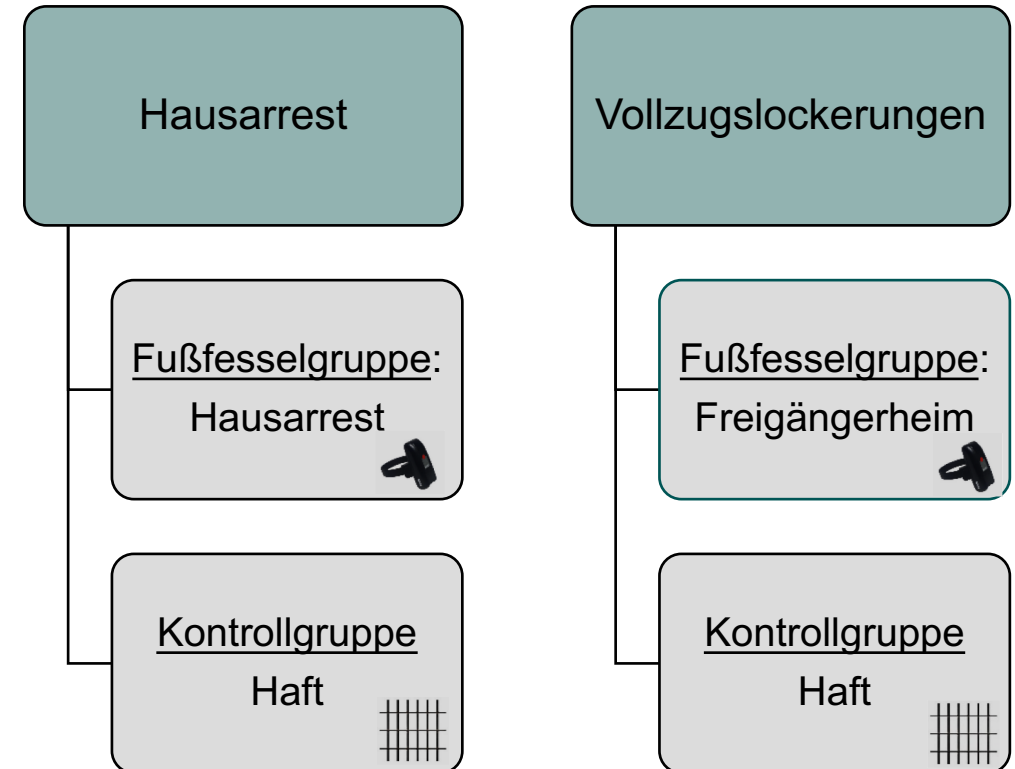 Hausarrest
Fußfesselgruppe:
Hausarrest
Kontrollgruppe
Haft
Vollzugslockerungen
Fußfesselgruppe:
Freigängerheim
Kontrollgruppe
Haft